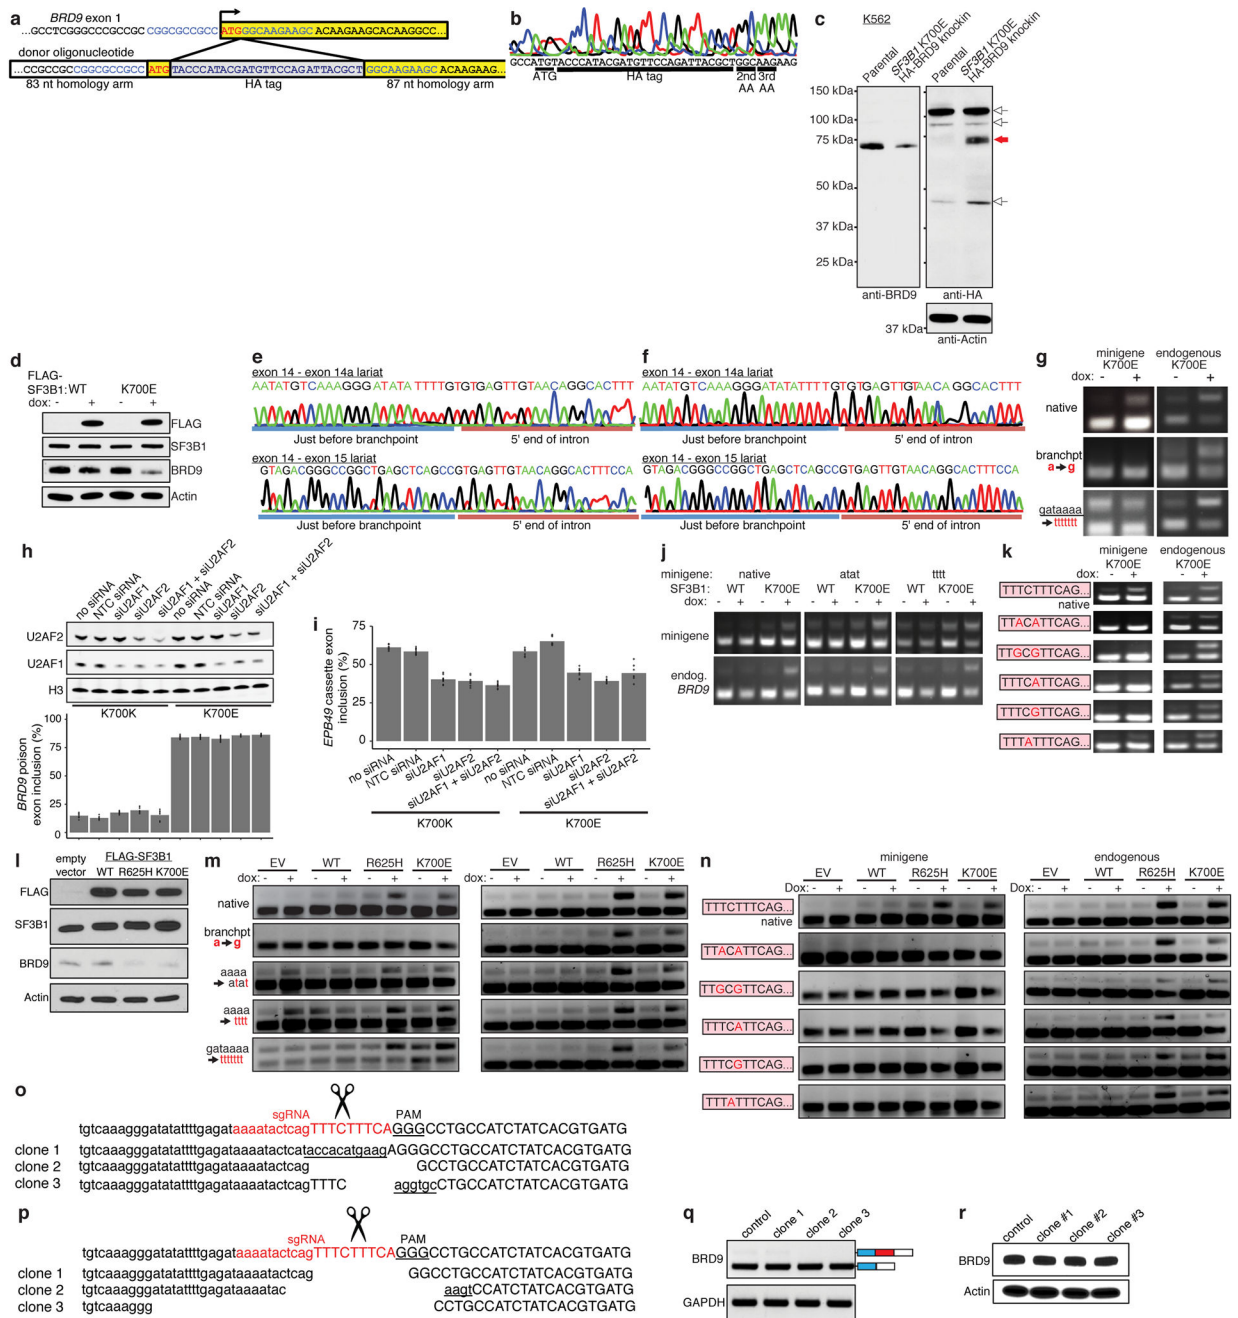 a
BRD9 exon 1
...GCCTCGGGCCCGCCGC CGGCGCCGCC ATGGGCAAGAAGC ACAAGAAGCACAAGGCC...
donor oligonucleotide
...CCGCCGCCGGCGCCGCC ATG TACCCATACGATGTTCCAGATTACGCT GGCAAGAAGC ACAAGAAG...
83 nt homology arm HA tag 87 nt homology arm
b
GCCATGTACCCATACGATGTTCCAGATTACGCTGGCAAGAAG
ATG HA tag 2nd 3rd
AA AA
c
K562
Parental
SF3B1 K700E
HA-BRD9 knockin
Parental
SF3B1 K700E
HA-BRD9 knockin
150 kDa
100 kDa
75 kDa
50 kDa
37 kDa
25 kDa
anti-BRD9 anti-HA
37 kDa
anti-Actin
d
FLAG-
SF3B1: WT K700E
dox: - + - +
FLAG
SF3B1
BRD9
Actin
e
exon 14 - exon 14a lariat
AATATGTCAAAGGGATATATTTTGTGTGAGTTGTAACAGGCACTTT
Just before branchpoint 5' end of intron
exon 14 - exon 15 lariat
GTAGACGGGCCGGCTGAGCTCAGCCGTGAGTTGTAACAGGCACTTTCCA
Just before branchpoint 5' end of intron
f
exon 14 - exon 14a lariat
AATATGTCAAAGGGATATATTTTGTGTGAGTTGTAACAGGCACTTT
Just before branchpoint 5' end of intron
exon 14 - exon 15 lariat
GTAGACGGGCCGGCTGAGCTCAGCCGTGAGTTGTAACAGGCACTTTCCA
Just before branchpoint 5' end of intron
g
minigene endogenous
K700E K700E
dox: - + - +
native
branchpt
a➔g
gataaaa
➔ttttttt
h
no siRNA
NTC siRNA
siU2AF1
siU2AF2
siU2AF1 + siU2AF2
no siRNA
NTC siRNA
siU2AF1
siU2AF2
siU2AF1 + siU2AF2
U2AF2
U2AF1
H3
K700K K700E
BRD9 poison
exon inclusion (%)
100
75
50
25
0
i
EPB49 cassette exon
inclusion (%)
75
50
25
0
no siRNA
NTC siRNA
siU2AF1
siU2AF2
siU2AF1 + siU2AF2
no siRNA
NTC siRNA
siU2AF1
siU2AF2
siU2AF1 + siU2AF2
K700K K700E
j
minigene: native atat tttt
SF3B1: WT K700E WT K700E WT K700E
dox: - + - + - + - + - + - +
minigene
endog.
BRD9
k
minigene endogenous
K700E K700E
dox: - + - +
TTTCTTTCAG...
native
TTACATTCAG...
TTGCGTTCAG...
TTTCATTCAG...
TTTCGTTCAG...
TTTATTTCAG...
l
empty
vector
FLAG-SF3B1
WT R625H K700E
FLAG
SF3B1
BRD9
Actin
m
EV WT R625H K700E EV WT R625H K700E
dox: - + - + - + - + dox: - + - + - + - +
native
branchpt
a➔g
aaaa
➔ atat
aaaa
➔ tttt
gataaaa
➔ttttttt
n
minigene endogenous
EV WT R625H K700E EV WT R625H K700E
Dox: - + - + - + - + Dox: - + - + - + - +
TTTCTTTCAG...
native
TTACATTCAG...
TTGCGTTCAG...
TTTCATTCAG...
TTTCGTTCAG...
TTTATTTCAG...
o
sgRNA PAM
tgtcaaagggatatattttgagataaaatactcagTTTCTTTCAGGGCCTGCCATCTATCACGTGATG
clone 1 tgtcaaagggatatattttgagataaaatactcataccacatgaagAGGGCCTGCCATCTATCACGTGATG
clone 2 tgtcaaagggatatattttgagataaaatactcag GCCTGCCATCTATCACGTGATG
clone 3 tgtcaaagggatatattttgagataaaatactcagTTTC aggtgcCTGCCATCTATCACGTGATG
p
sgRNA PAM
tgtcaaagggatatattttgagataaaatactcagTTTCTTTCAGGGCCTGCCATCTATCACGTGATG
clone 1 tgtcaaagggatatattttgagataaaatactcag GGCCTGCCATCTATCACGTGATG
clone 2 tgtcaaagggatatattttgagataaaatac aagtCCATCTATCACGTGATG
clone 3 tgtcaaaggg CCTGCCATCTATCACGTGATG
q
control
clone 1
clone 2
clone 3
BRD9
GAPDH
r
control
clone #1
clone #2
clone #3
BRD9
Actin